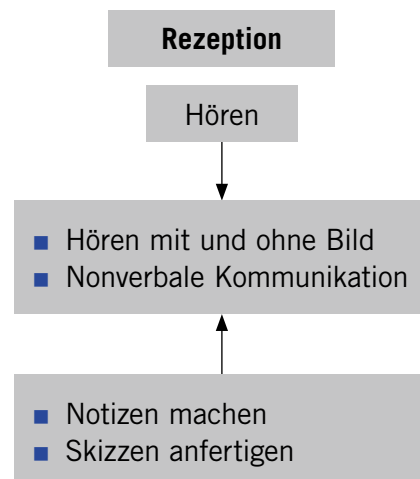 Rezeption
Hören
■ Hören mit und ohne Bild
■ Nonverbale Kommunikation
■ Notizen machen
■ Skizzen anfertigen